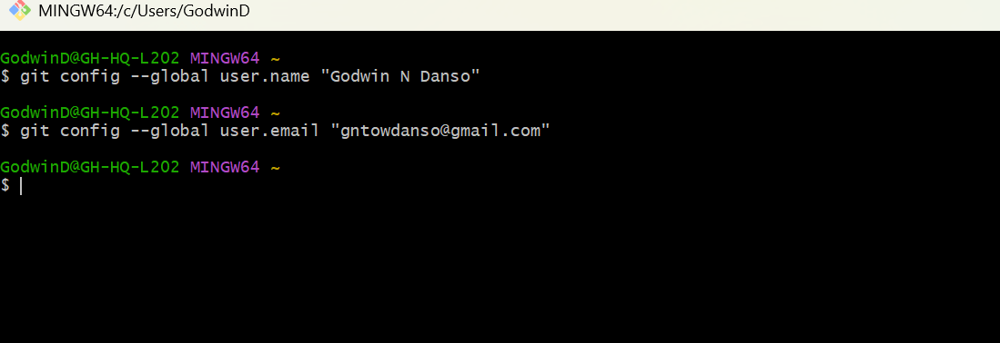 MINGW64:/c/Users/GodwinD
GodwinD@GH-HQ-L202 MINGW64 ~
$ git config --global user.name "Godwin N Danso"
GodwinD@GH-HQ-L202 MINGW64 ~
$ git config --global user.email "gntowdanso@gmail.com"
GodwinD@GH-HQ-L202 MINGW64 ~
$